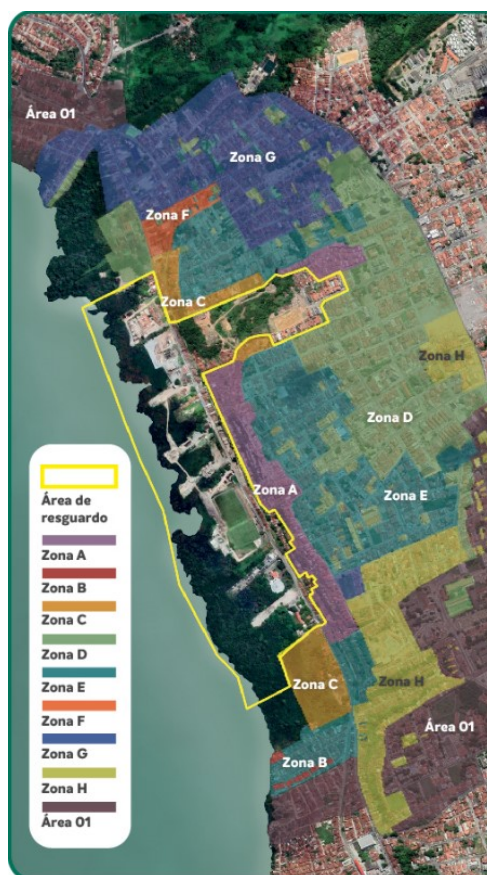 Área 01
Zona G
Zona F
Zona C
Zona H
Zona D
Zona A
Zona E
Zona C
Zona H
Área 01
Zona B
Área de
resguardo
Zona A
Zona B
Zona C
Zona D
Zona E
Zona F
Zona G
Zona H
Área 01